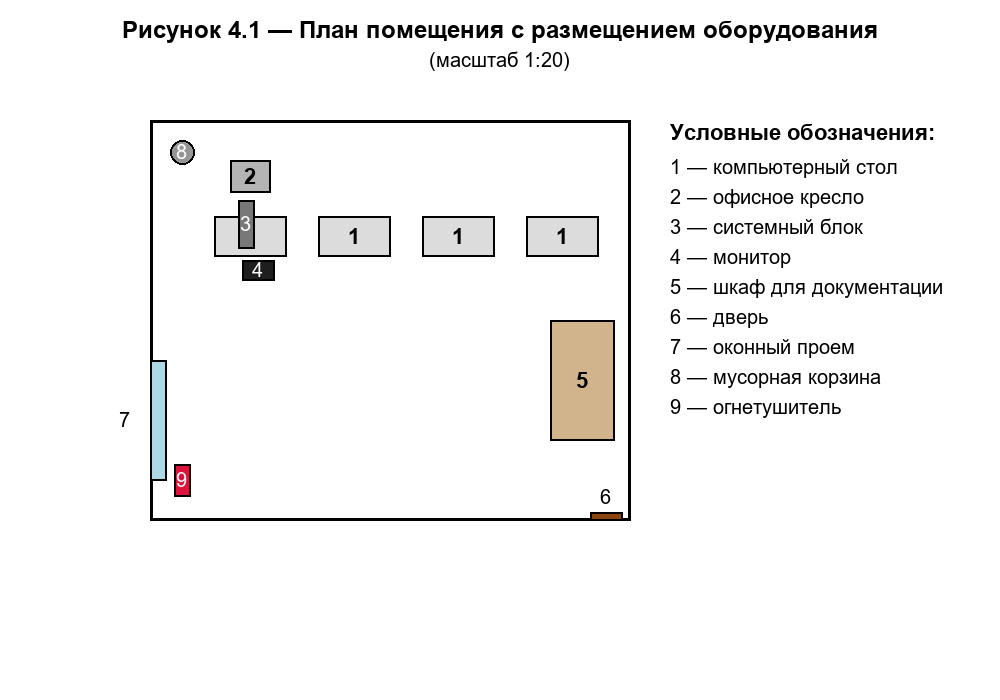 Рисунок 4.1 — План помещения с размещением оборудования
(масштаб 1:20)
Условные обозначения:
1 — компьютерный стол
2 — офисное кресло
3 — системный блок
4 — монитор
5 — шкаф для документации
6 — дверь
7 — оконный проем
8 — мусорная корзина
9 — огнетушитель
8
2
3
1
1
1
4
5
7
9
6